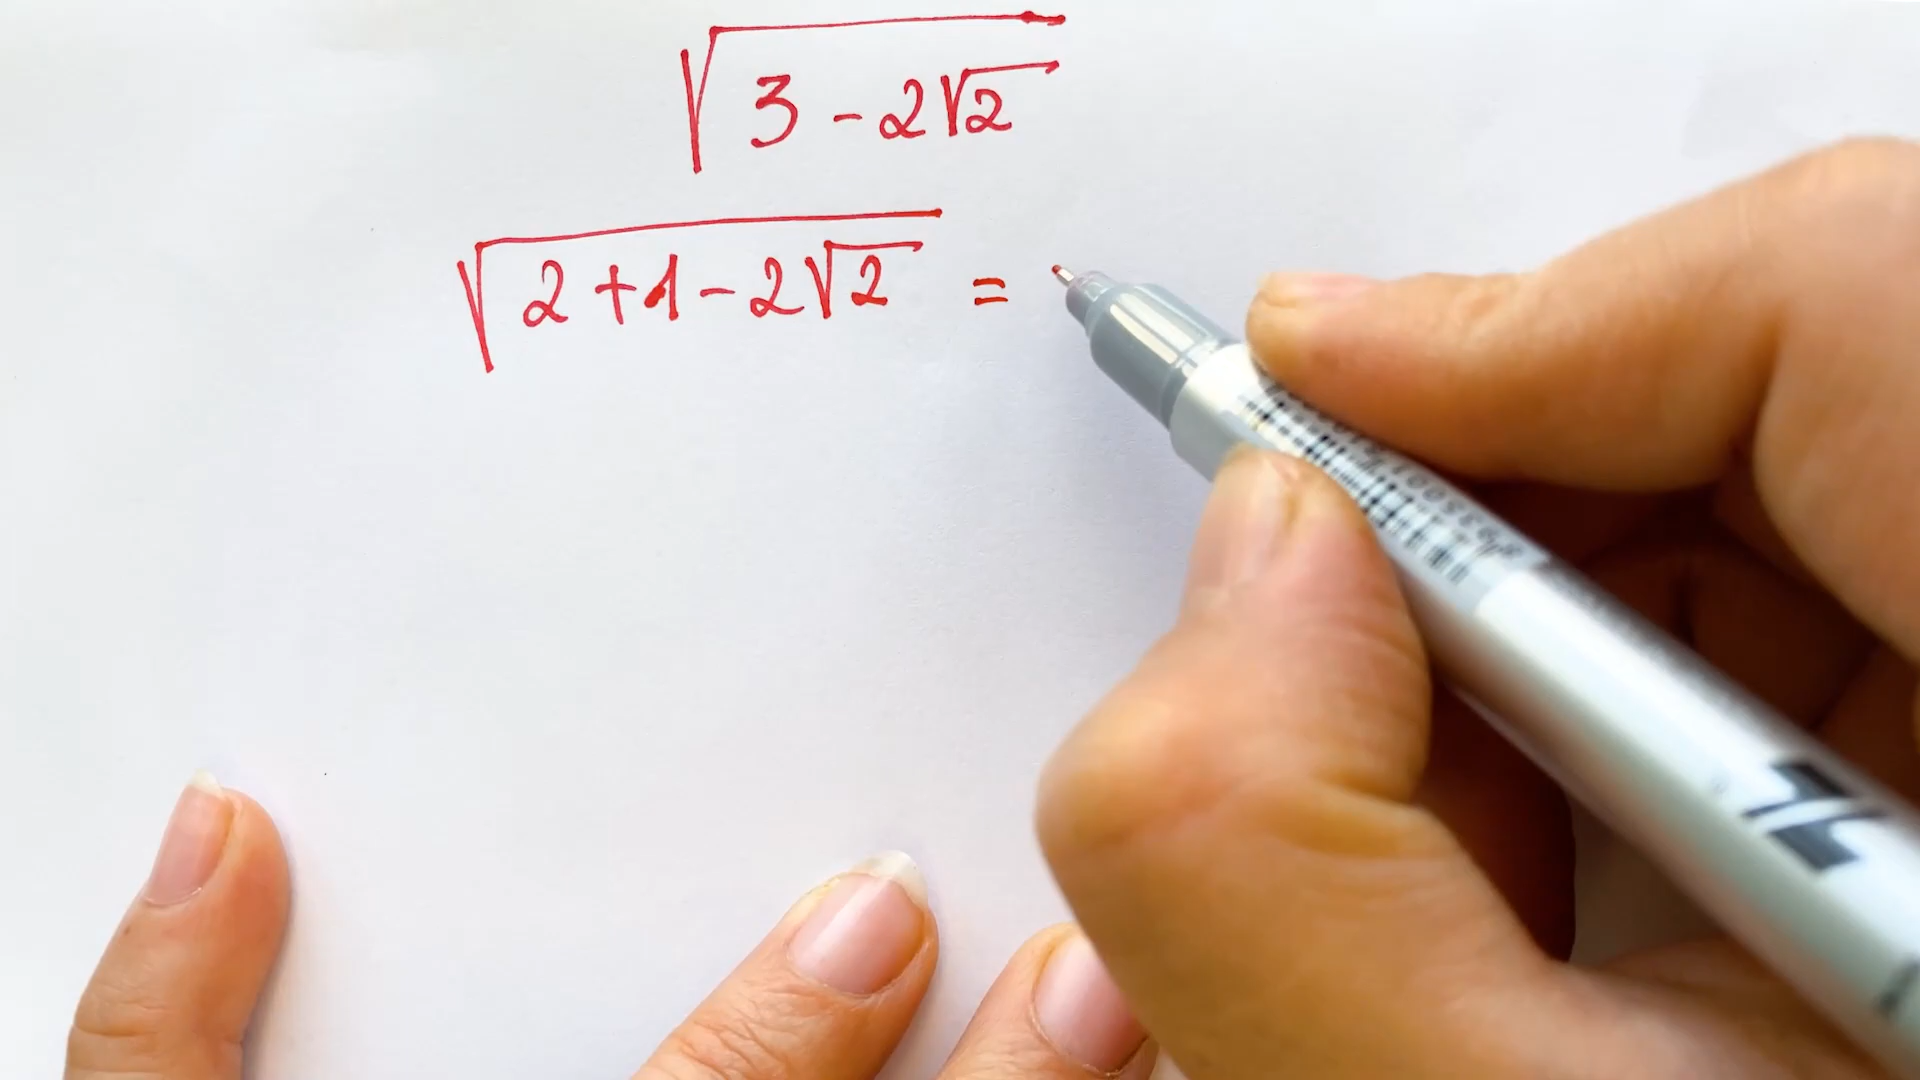 √(3 - 2√2)
√(2 + 1 - 2√2) =